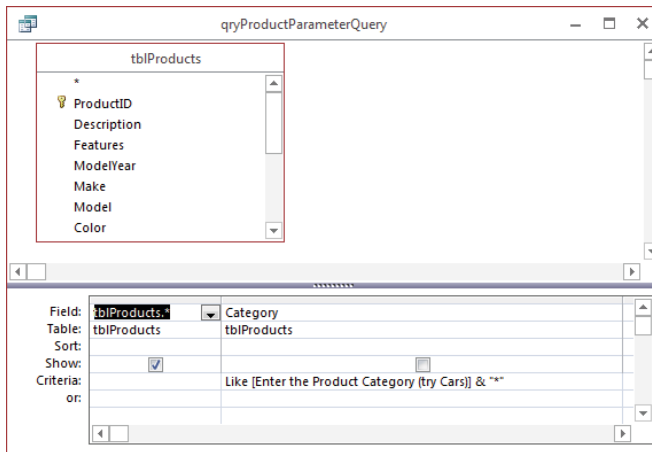 qryProductParameterQuery
tblProducts
*
ProductID
Description
Features
ModelYear
Make
Model
Color
Field: tblProducts.* Category
Table: tblProducts tblProducts
Sort:
Show:
Criteria: Like [Enter the Product Category (try Cars)] & "*"
or: